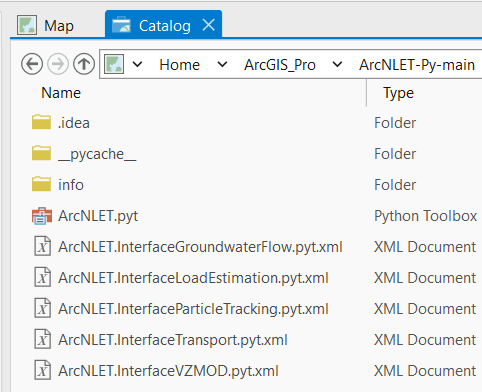 Map Catalog
Home ArcGIS_Pro ArcNLET-Py-main
Name Type
.idea Folder
__pycache__ Folder
info Folder
ArcNLET.pyt Python Toolbox
ArcNLET.InterfaceGroundwaterFlow.pyt.xml XML Document
ArcNLET.InterfaceLoadEstimation.pyt.xml XML Document
ArcNLET.InterfaceParticleTracking.pyt.xml XML Document
ArcNLET.InterfaceTransport.pyt.xml XML Document
ArcNLET.InterfaceVZMOD.pyt.xml XML Document